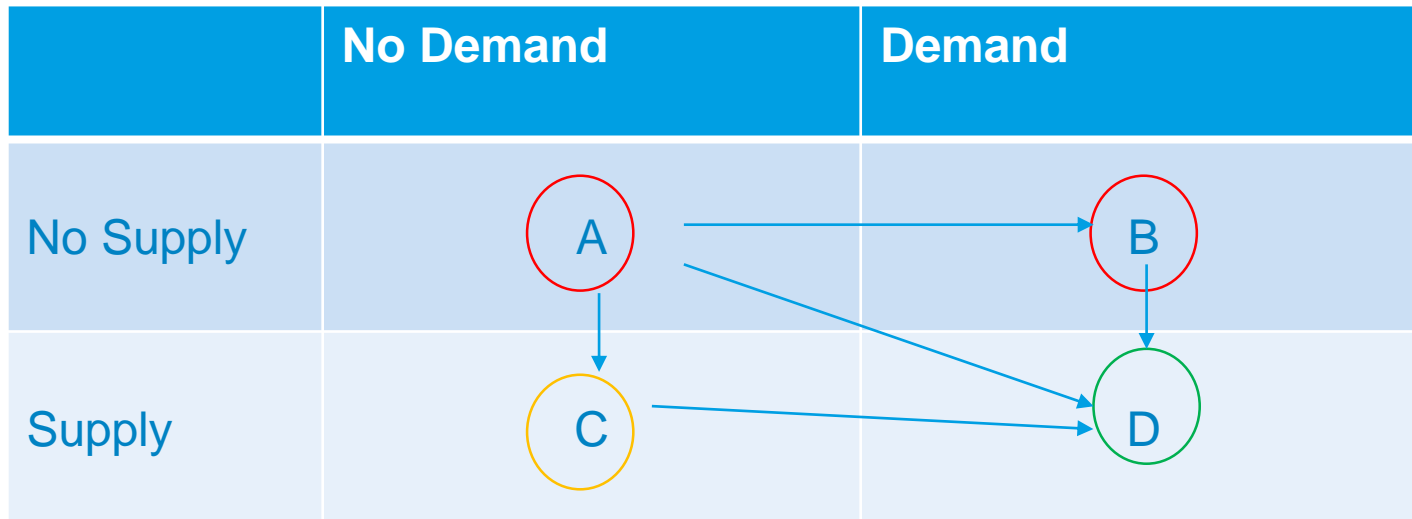 No Demand
Demand
No Supply
A
B
Supply
C
D